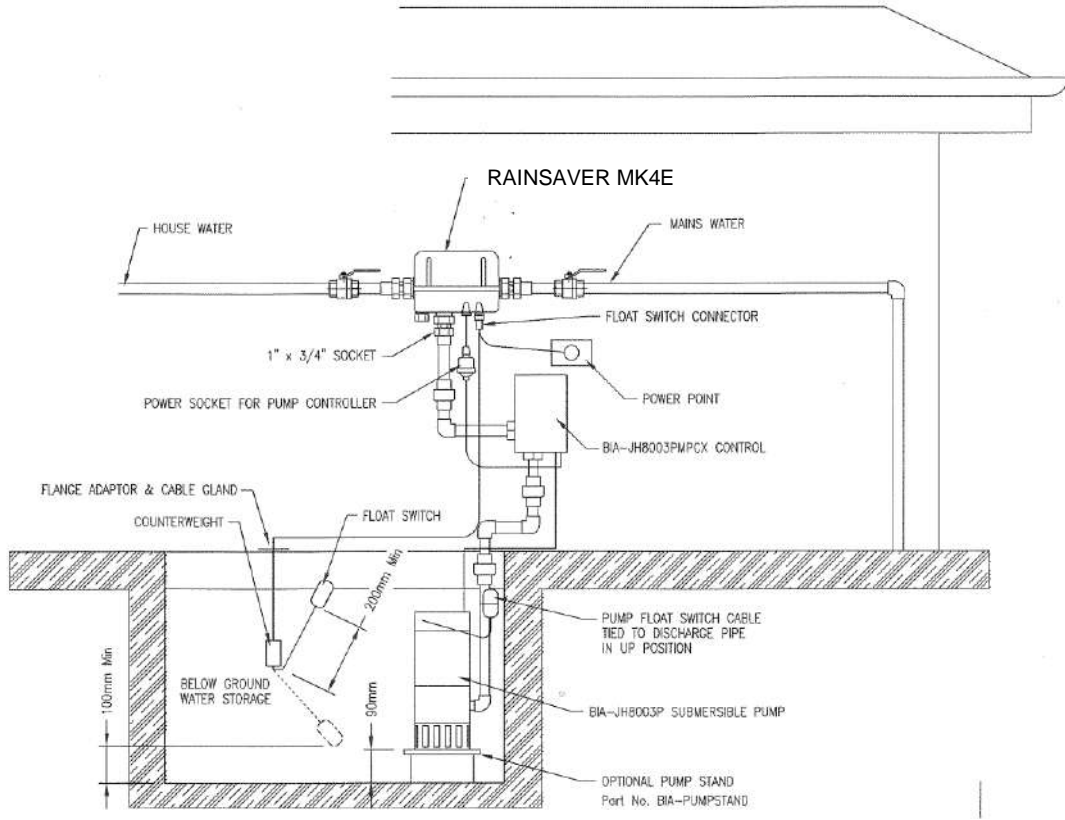 RAINSAVER MK4E
HOUSE WATER
MAINS WATER
FLOAT SWITCH CONNECTOR
1" x 3/4" SOCKET
POWER SOCKET FOR PUMP CONTROLLER
POWER POINT
BIA-JH8003PMPCX CONTROL
FLANGE ADAPTOR & CABLE GLAND
COUNTERWEIGHT
FLOAT SWITCH
200mm Min
PUMP FLOAT SWITCH CABLE
TIED TO DISCHARGE PIPE
IN UP POSITION
100mm Min
BELOW GROUND
WATER STORAGE
90mm
BIA-JH8003P SUBMERSIBLE PUMP
OPTIONAL PUMP STAND
Part No. BIA-PUMPSTAND